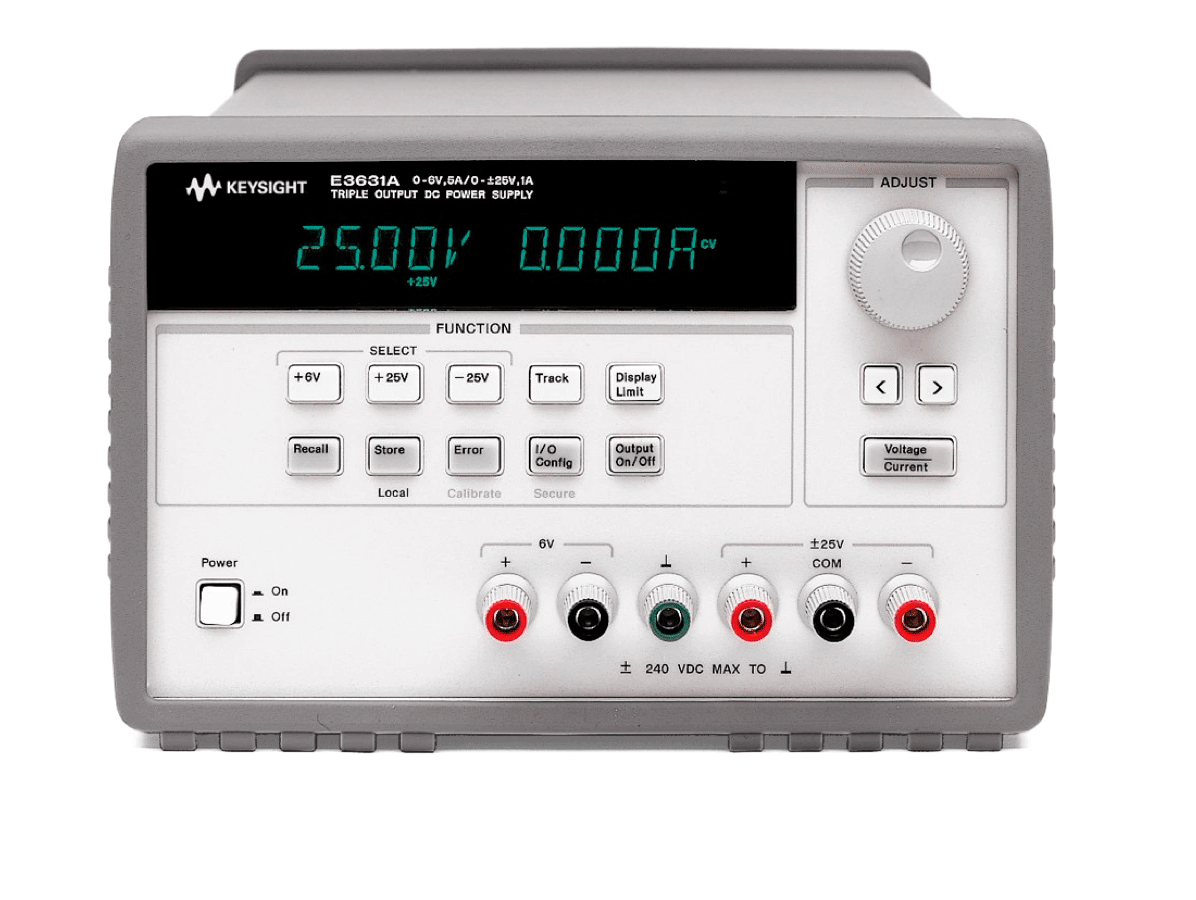 KEYSIGHT
E3631A 0-6V,5A/0-±25V,1A
TRIPLE OUTPUT DC POWER SUPPLY
25.00V 0.000A CV
+25V
ADJUST
FUNCTION
SELECT
+6V +25V -25V Track Display Limit
< >
Recall Store Error I/O Config Output On/Off
Voltage
Current
Local Calibrate Secure
Power
On
Off
6V ±25V
+ − ⊥ + COM −
± 240 VDC MAX TO ⊥